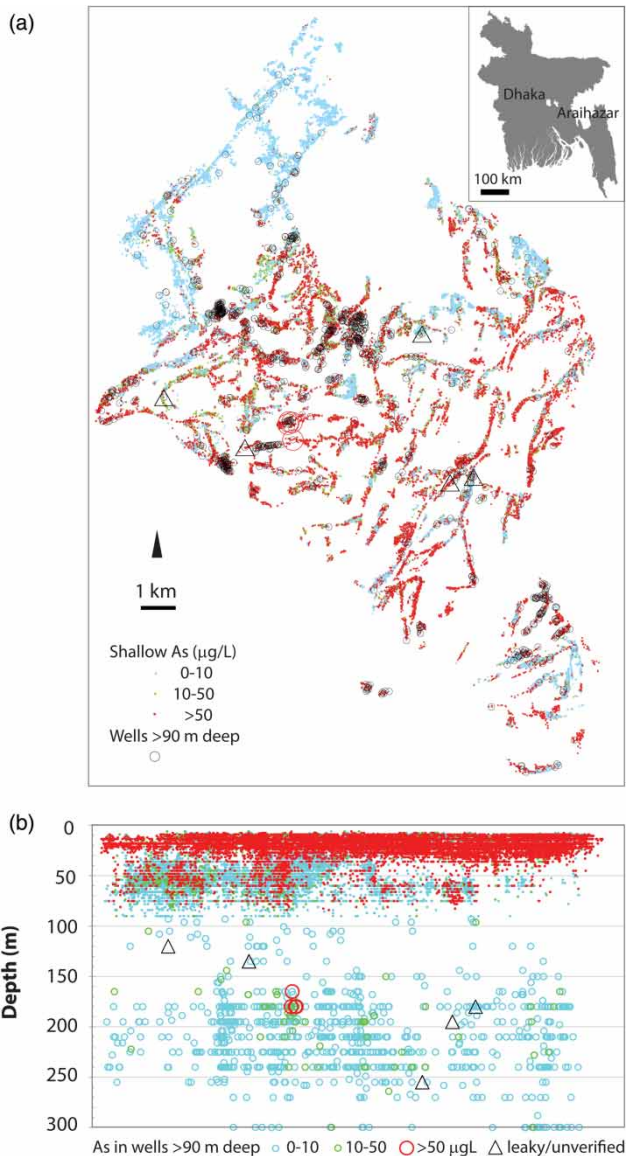 (a)
Dhaka
Araihazar
100 km
1 km
Shallow As (µg/L)
0-10
10-50
>50
Wells >90 m deep
(b)
0
50
100
150
200
250
300
Depth (m)
As in wells >90 m deep 0-10 10-50 >50 µgL leaky/unverified